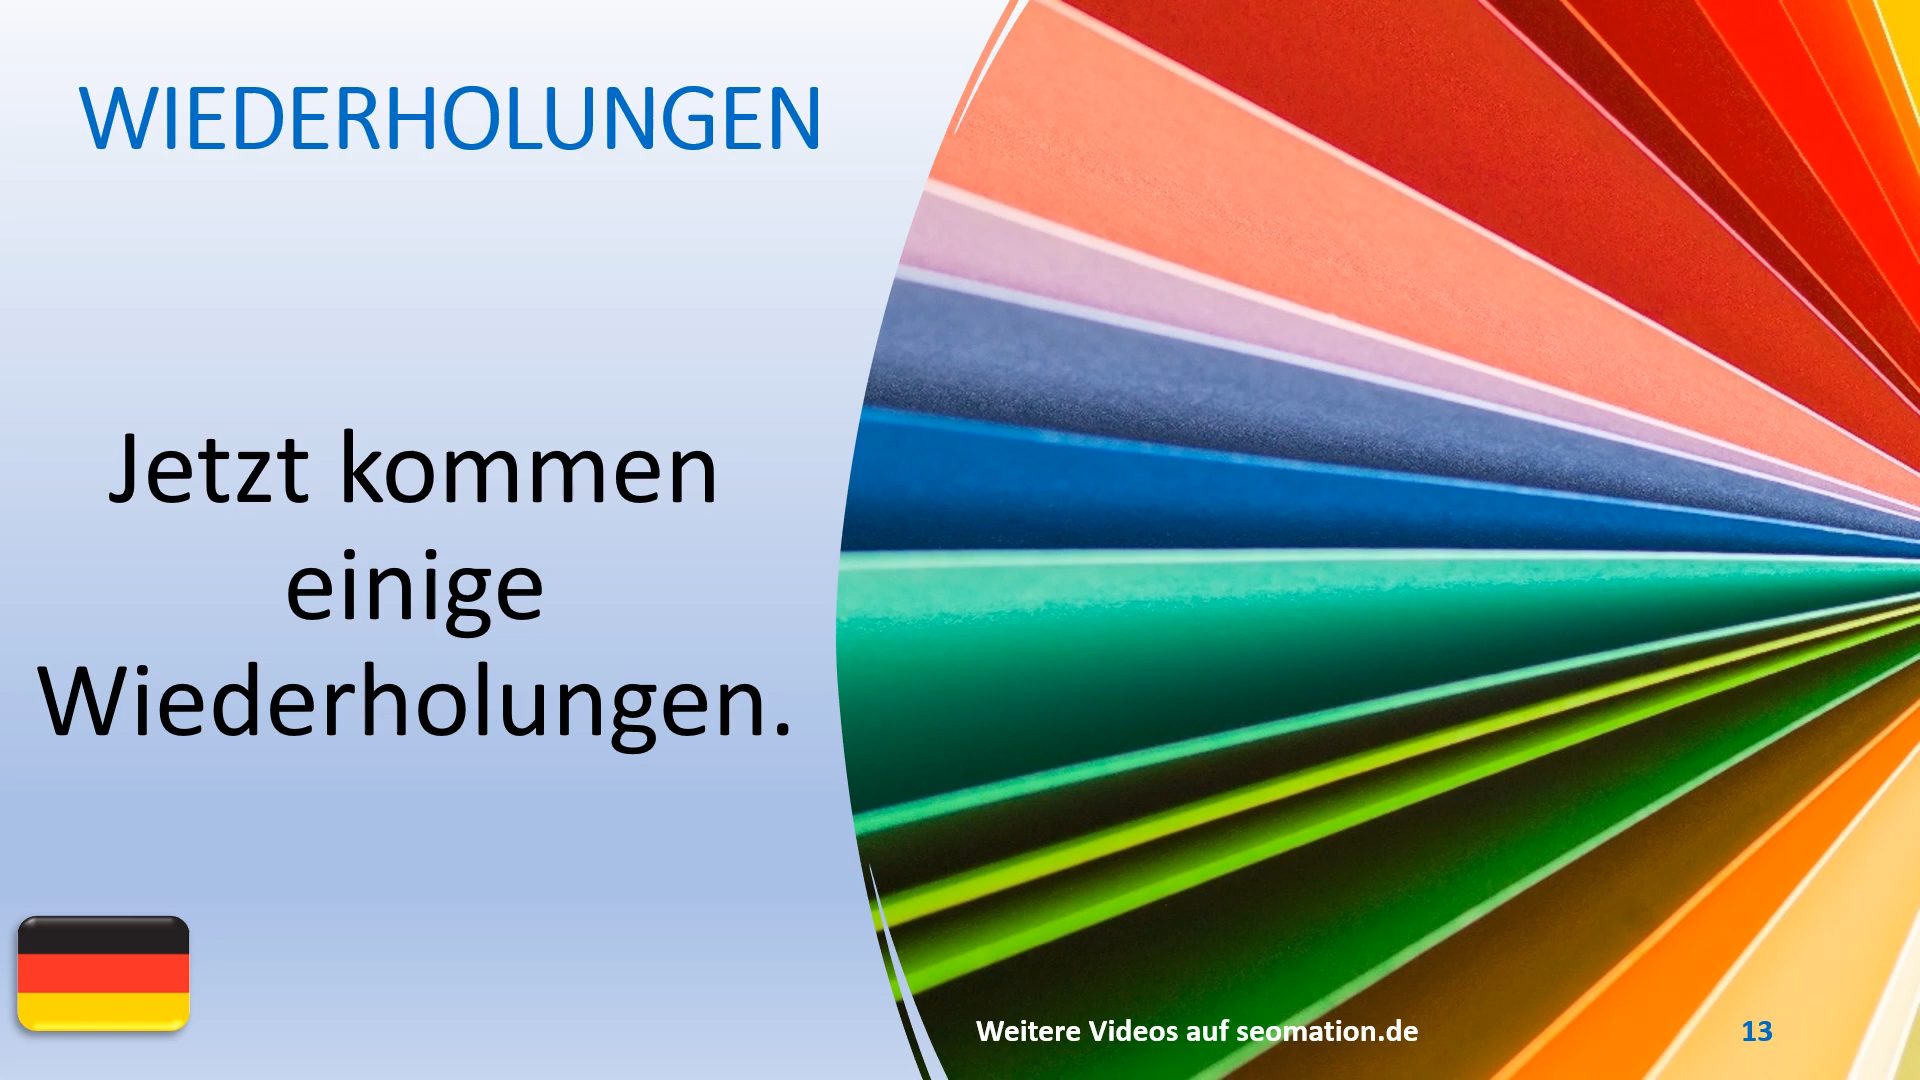 WIEDERHOLUNGEN
Jetzt kommen
einige
Wiederholungen.
Weitere Videos auf seomation.de
13